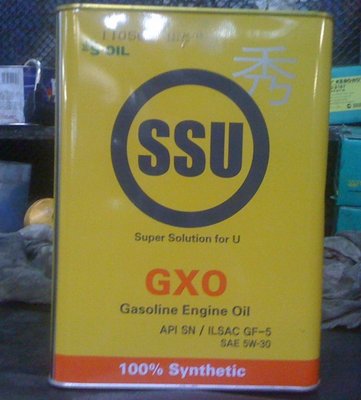 S-OIL
秀
SSU
Super Solution for U
GXO
Gasoline Engine Oil
API SN / ILSAC GF-5
SAE 5W-30
100% Synthetic